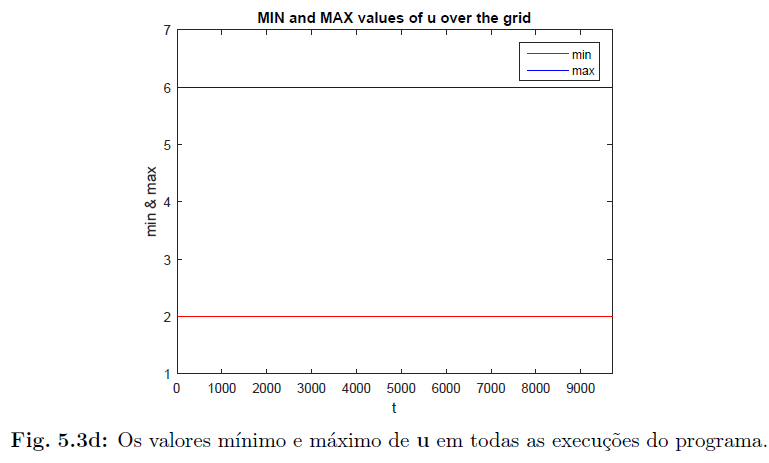 MIN and MAX values of u over the grid
7
6
5
4
3
2
1
min & max
min
max
0 1000 2000 3000 4000 5000 6000 7000 8000 9000
t
Fig. 5.3d: Os valores mínimo e máximo de u em todas as execuções do programa.